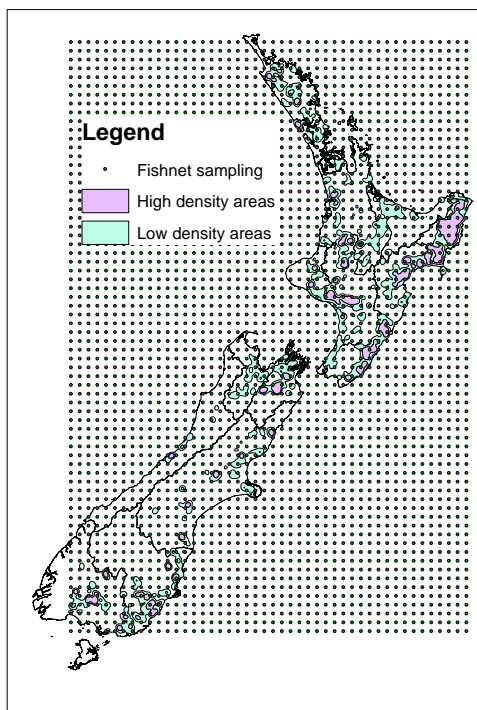 Legend
Fishnet sampling
High density areas
Low density areas